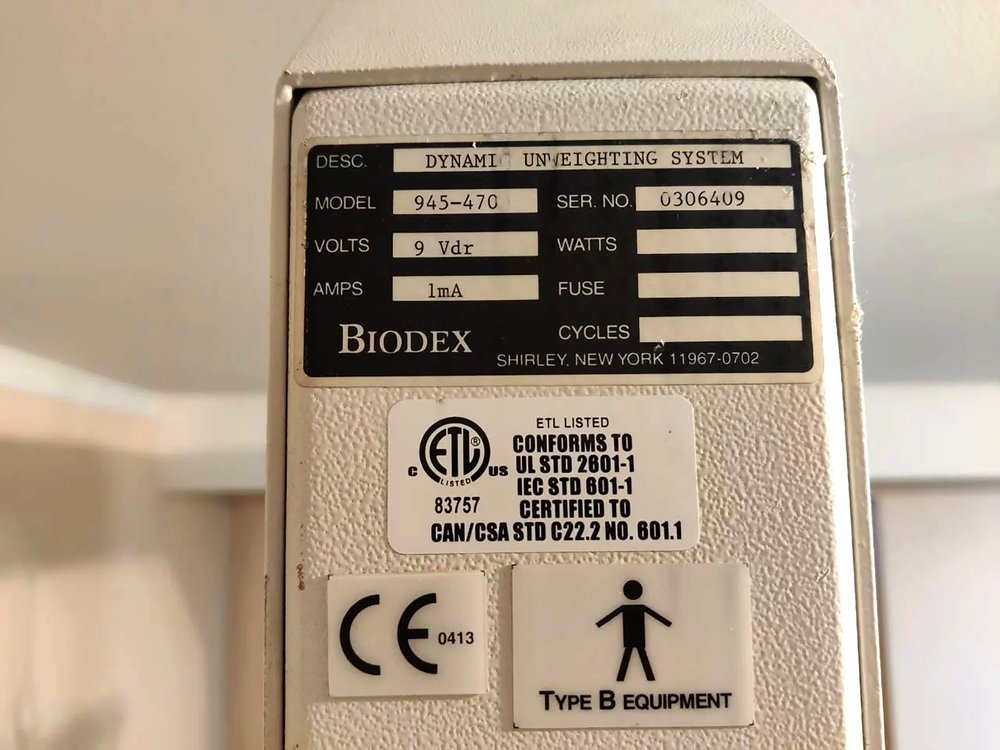 DESC. DYNAMIC UNWEIGHTING SYSTEM
MODEL 945-470 SER. NO. 0306409
VOLTS 9 Vdr WATTS
AMPS 1mA FUSE
BIODEX CYCLES
SHIRLEY, NEW YORK 11967-0702
ETL LISTED
CONFORMS TO
UL STD 2601-1
IEC STD 601-1
CERTIFIED TO
CAN/CSA STD C22.2 NO. 601.1
C ETL ® US
LISTED
83757
CE 0413
TYPE B EQUIPMENT